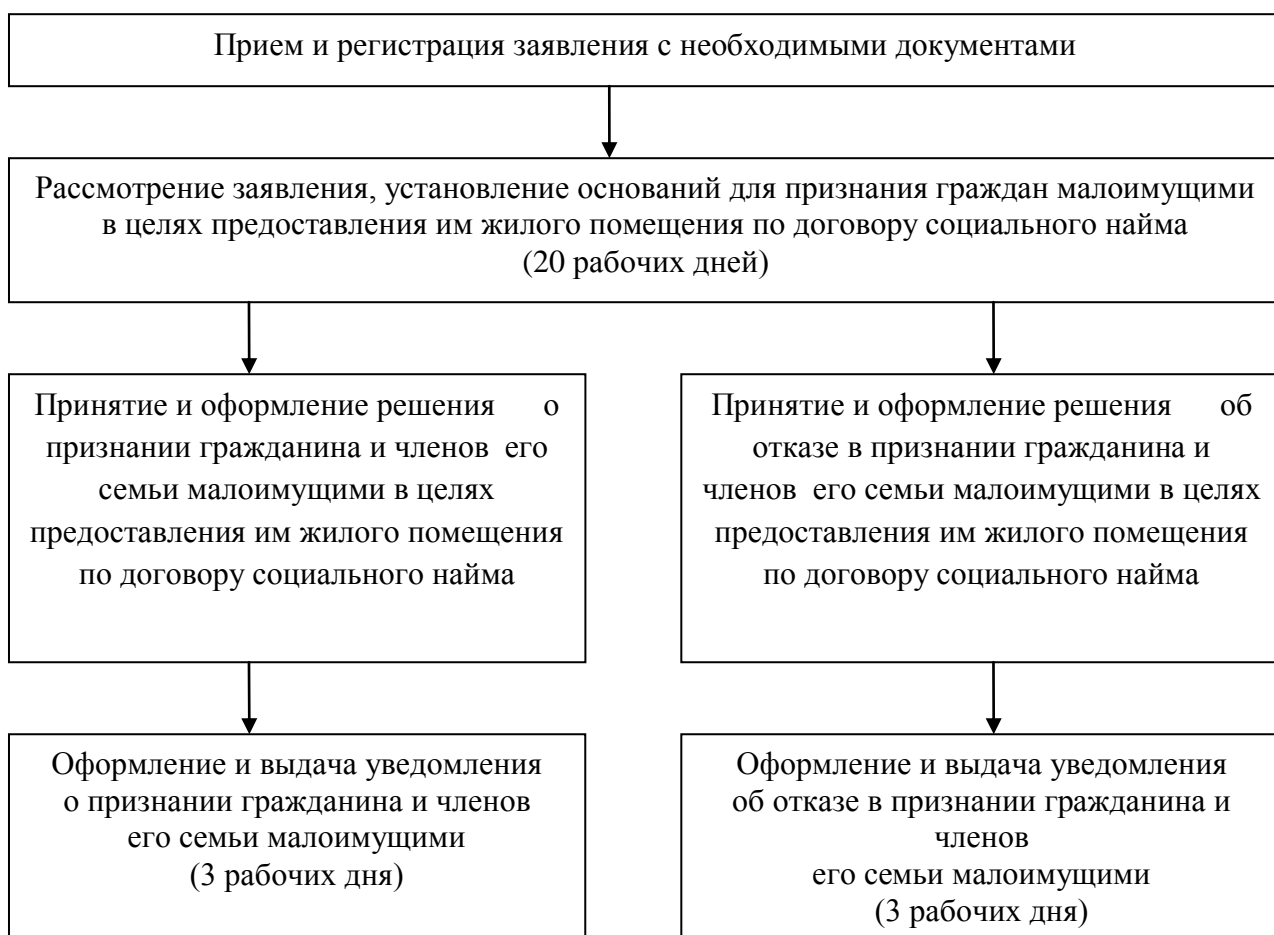 Прием и регистрация заявления с необходимыми документами
Рассмотрение заявления, установление оснований для признания граждан малоимущими
в целях предоставления им жилого помещения по договору социального найма
(20 рабочих дней)
Принятие и оформление решения о
признании гражданина и членов его
семьи малоимущими в целях
предоставления им жилого помещения
по договору социального найма
Принятие и оформление решения об
отказе в признании гражданина и
членов его семьи малоимущими в целях
предоставления им жилого помещения
по договору социального найма
Оформление и выдача уведомления
о признании гражданина и членов
его семьи малоимущими
(3 рабочих дня)
Оформление и выдача уведомления
об отказе в признании гражданина и
членов
его семьи малоимущими
(3 рабочих дня)